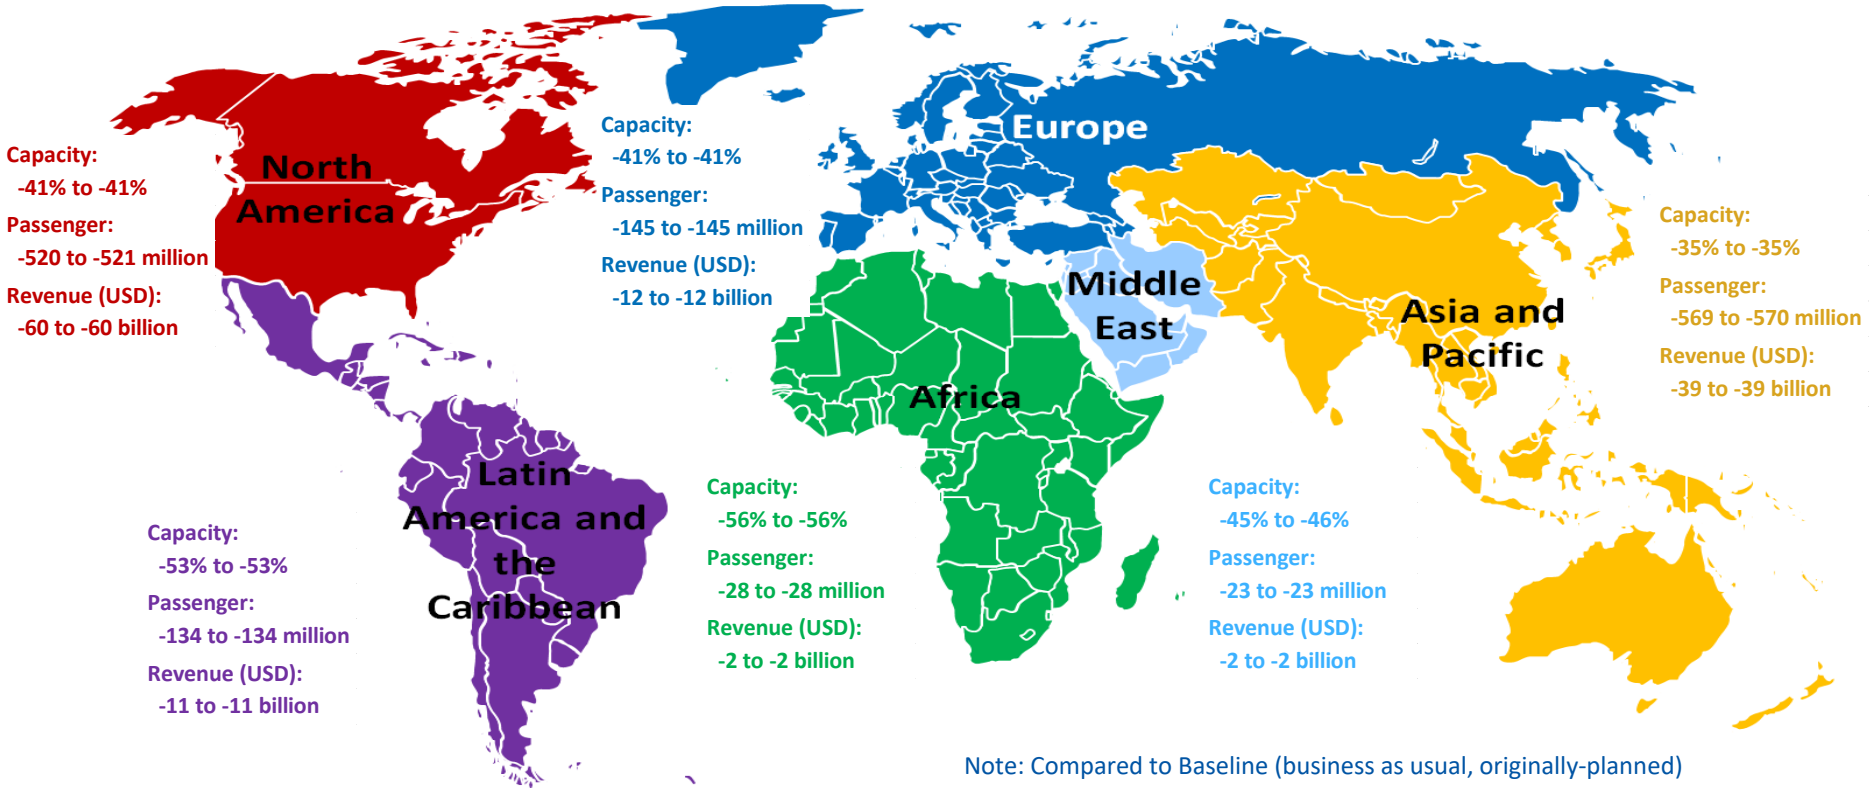 North
America
Capacity:
-41% to -41%
Passenger:
-520 to -521 million
Revenue (USD):
-60 to -60 billion
Europe
Capacity:
-41% to -41%
Passenger:
-145 to -145 million
Revenue (USD):
-12 to -12 billion
Asia and
Pacific
Capacity:
-35% to -35%
Passenger:
-569 to -570 million
Revenue (USD):
-39 to -39 billion
Latin
America and
the
Caribbean
Capacity:
-53% to -53%
Passenger:
-134 to -134 million
Revenue (USD):
-11 to -11 billion
Africa
Capacity:
-56% to -56%
Passenger:
-28 to -28 million
Revenue (USD):
-2 to -2 billion
Middle
East
Capacity:
-45% to -46%
Passenger:
-23 to -23 million
Revenue (USD):
-2 to -2 billion
Note: Compared to Baseline (business as usual, originally-planned)